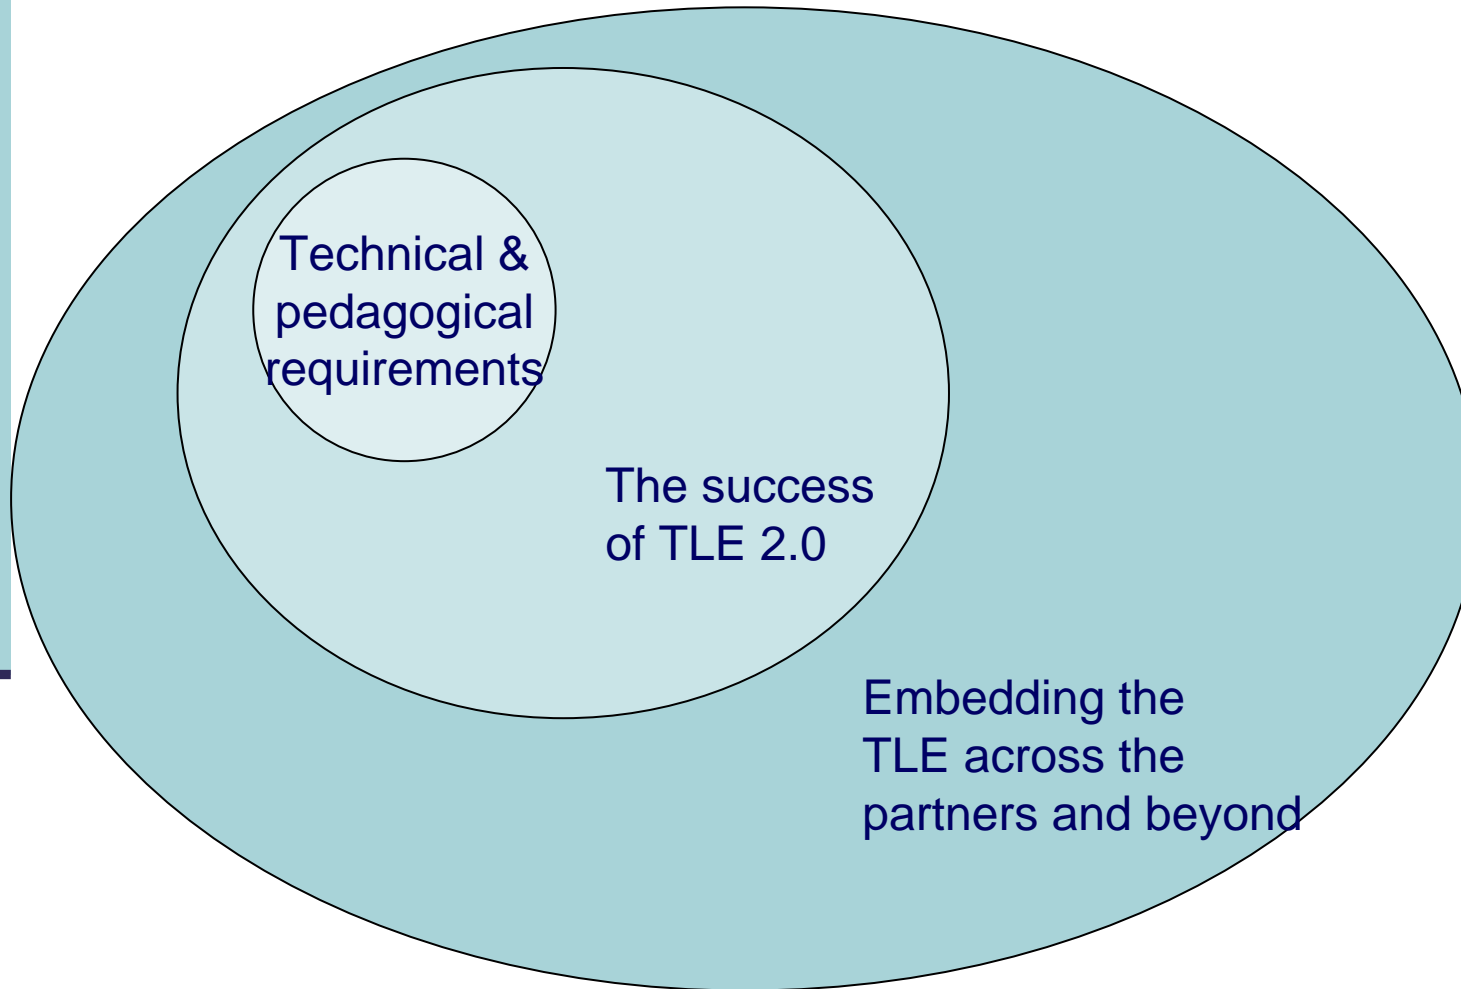 Technical &
pedagogical
requirements
The success
of TLE 2.0
Embedding the
TLE across the
partners and beyond